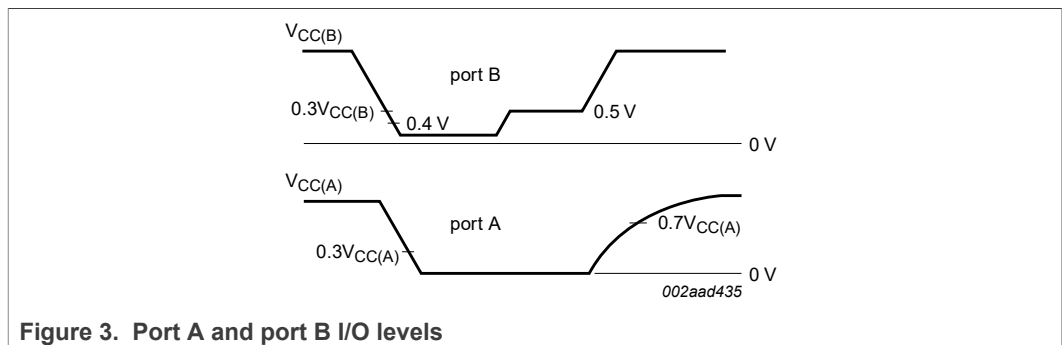 VCC(B)
port B
0.3VCC(B)
0.4 V
0.5 V
0 V
VCC(A)
port A
0.7VCC(A)
0.3VCC(A)
0 V
002aad435
Figure 3. Port A and port B I/O levels